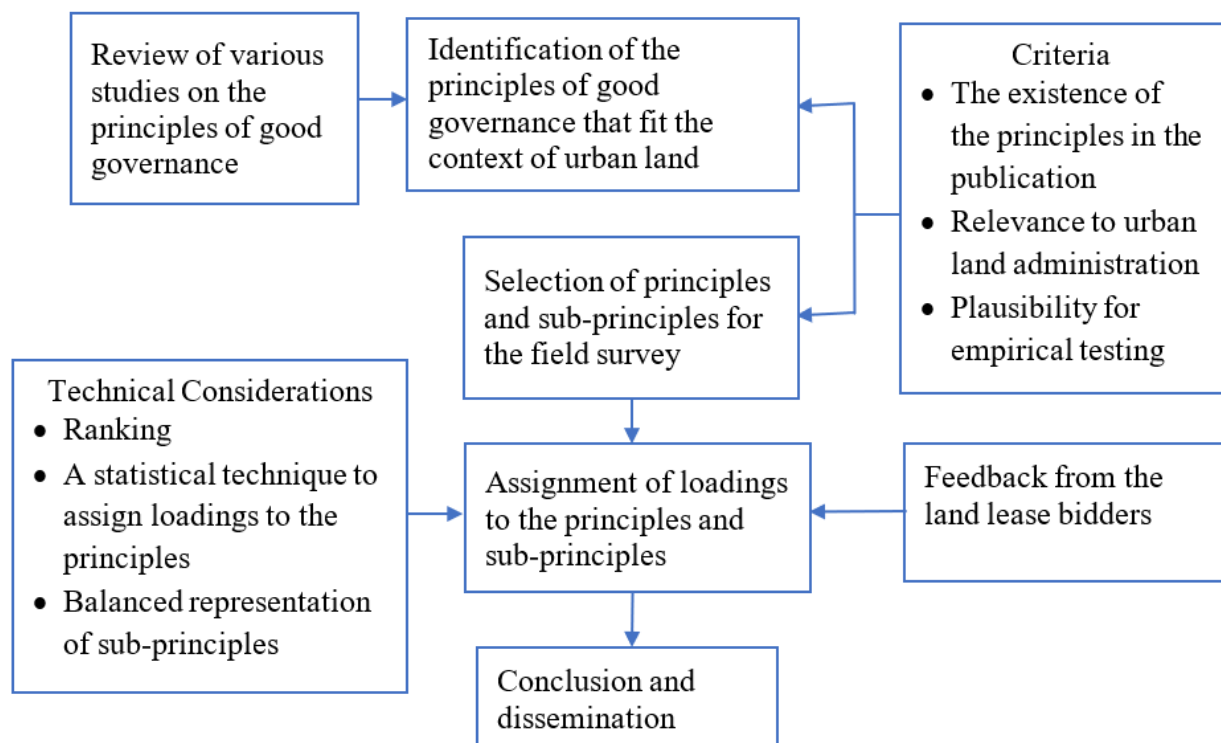 Review of various
studies on the
principles of good
governance
Identification of the
principles of good
governance that fit the
context of urban land
Criteria
• The existence of
the principles in the
publication
• Relevance to urban
land administration
• Plausibility for
empirical testing
Selection of principles
and sub-principles for
the field survey
Technical Considerations
• Ranking
• A statistical technique to
assign loadings to the
principles
• Balanced representation
of sub-principles
Assignment of loadings
to the principles and
sub-principles
Feedback from the
land lease bidders
Conclusion and
dissemination